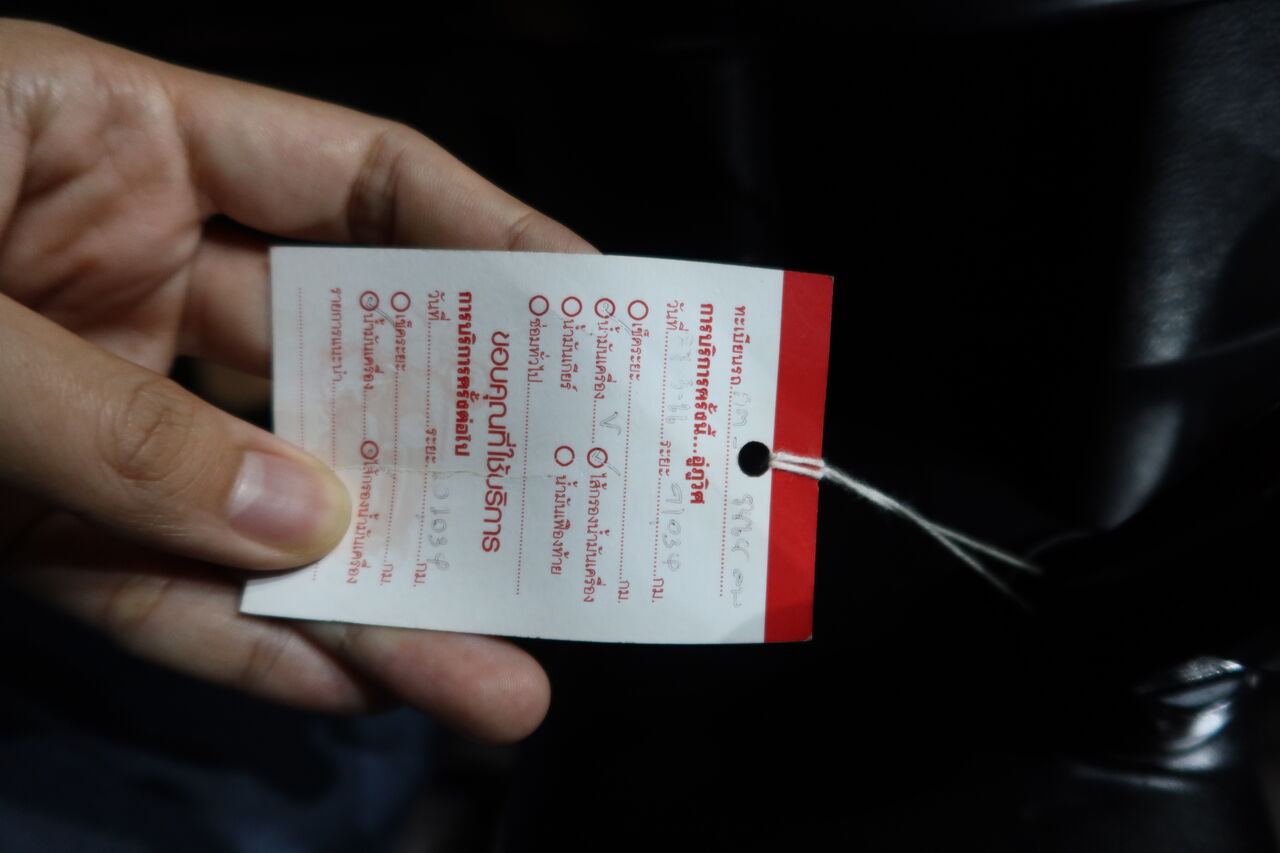 ทะเบียนรถ
การบริการครั้งนี้...อู่ภูวิศ
วันที่ ระยะ 91034 กม.
เช็คระยะ กม.
น้ำมันเครื่อง V ไส้กรองน้ำมันเครื่อง
น้ำมันเกียร์ น้ำมันเฟืองท้าย
ซ่อมทั่วไป
ขอบคุณที่ใช้บริการ
การบริการครั้งต่อไป
วันที่ ระยะ 101034 กม.
เช็คระยะ กม.
น้ำมันเครื่อง ไส้กรองน้ำมันเครื่อง
รายการแนะนำ